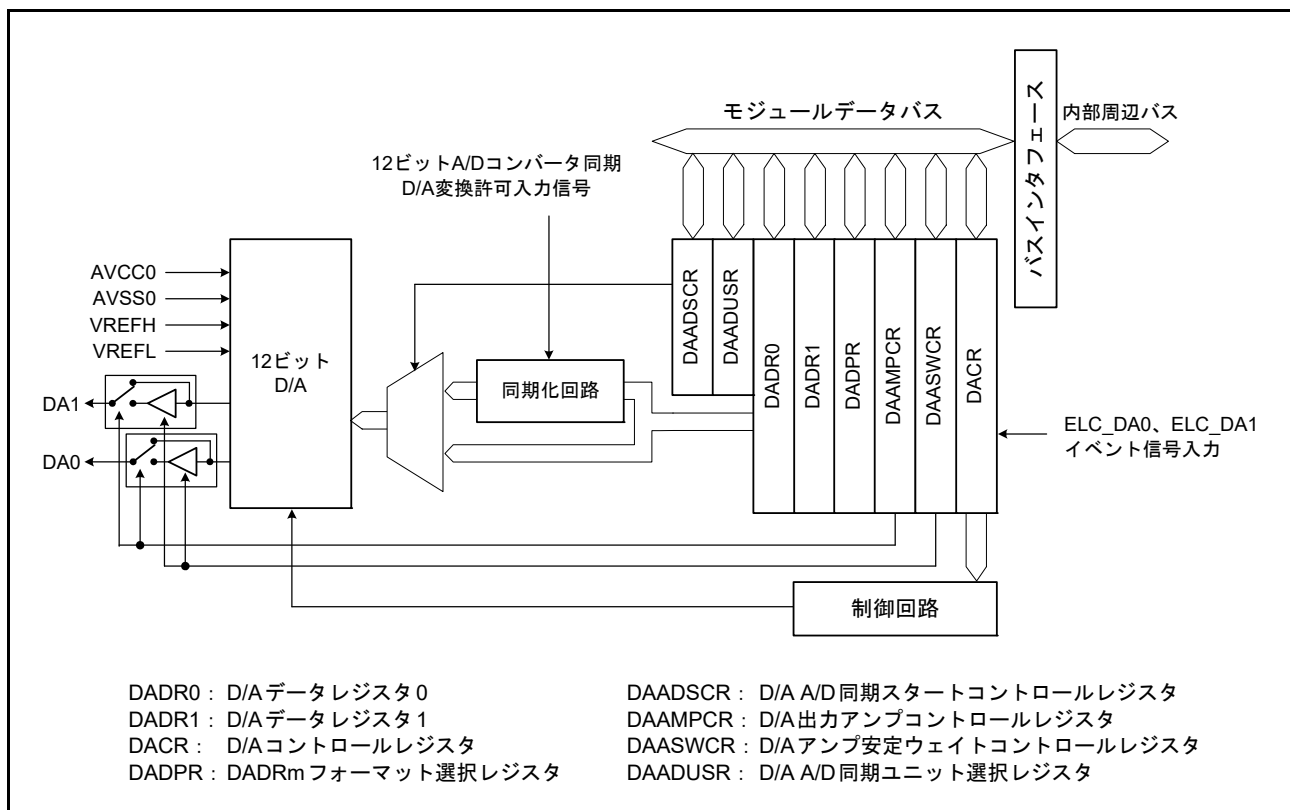 モジュールデータバス
バスインタフェース
内部周辺バス
12ビットA/Dコンバータ同期
D/A変換許可入力信号
AVCC0
AVSS0
VREFH
VREFL
DA1
DA0
12ビット
D/A
同期化回路
DAADSCR
DAADUSR
DADR0
DADR1
DADPR
DAAMPCR
DAASWCR
DACR
ELC_DA0、ELC_DA1
イベント信号入力
制御回路
DADR0： D/Aデータレジスタ0
DADR1： D/Aデータレジスタ1
DACR： D/Aコントロールレジスタ
DADPR： DADRmフォーマット選択レジスタ
DAADSCR： D/A A/D同期スタートコントロールレジスタ
DAAMPCR： D/A出力アンプコントロールレジスタ
DAASWCR： D/Aアンプ安定ウェイトコントロールレジスタ
DAADUSR： D/A A/D同期ユニット選択レジスタ